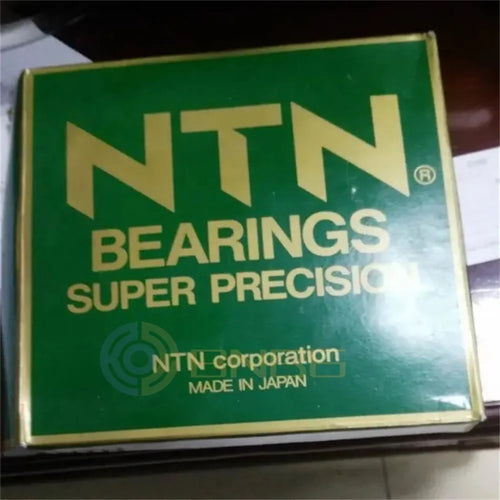 NTN®
BEARINGS
SUPER PRECISION
NTN corporation
MADE IN JAPAN